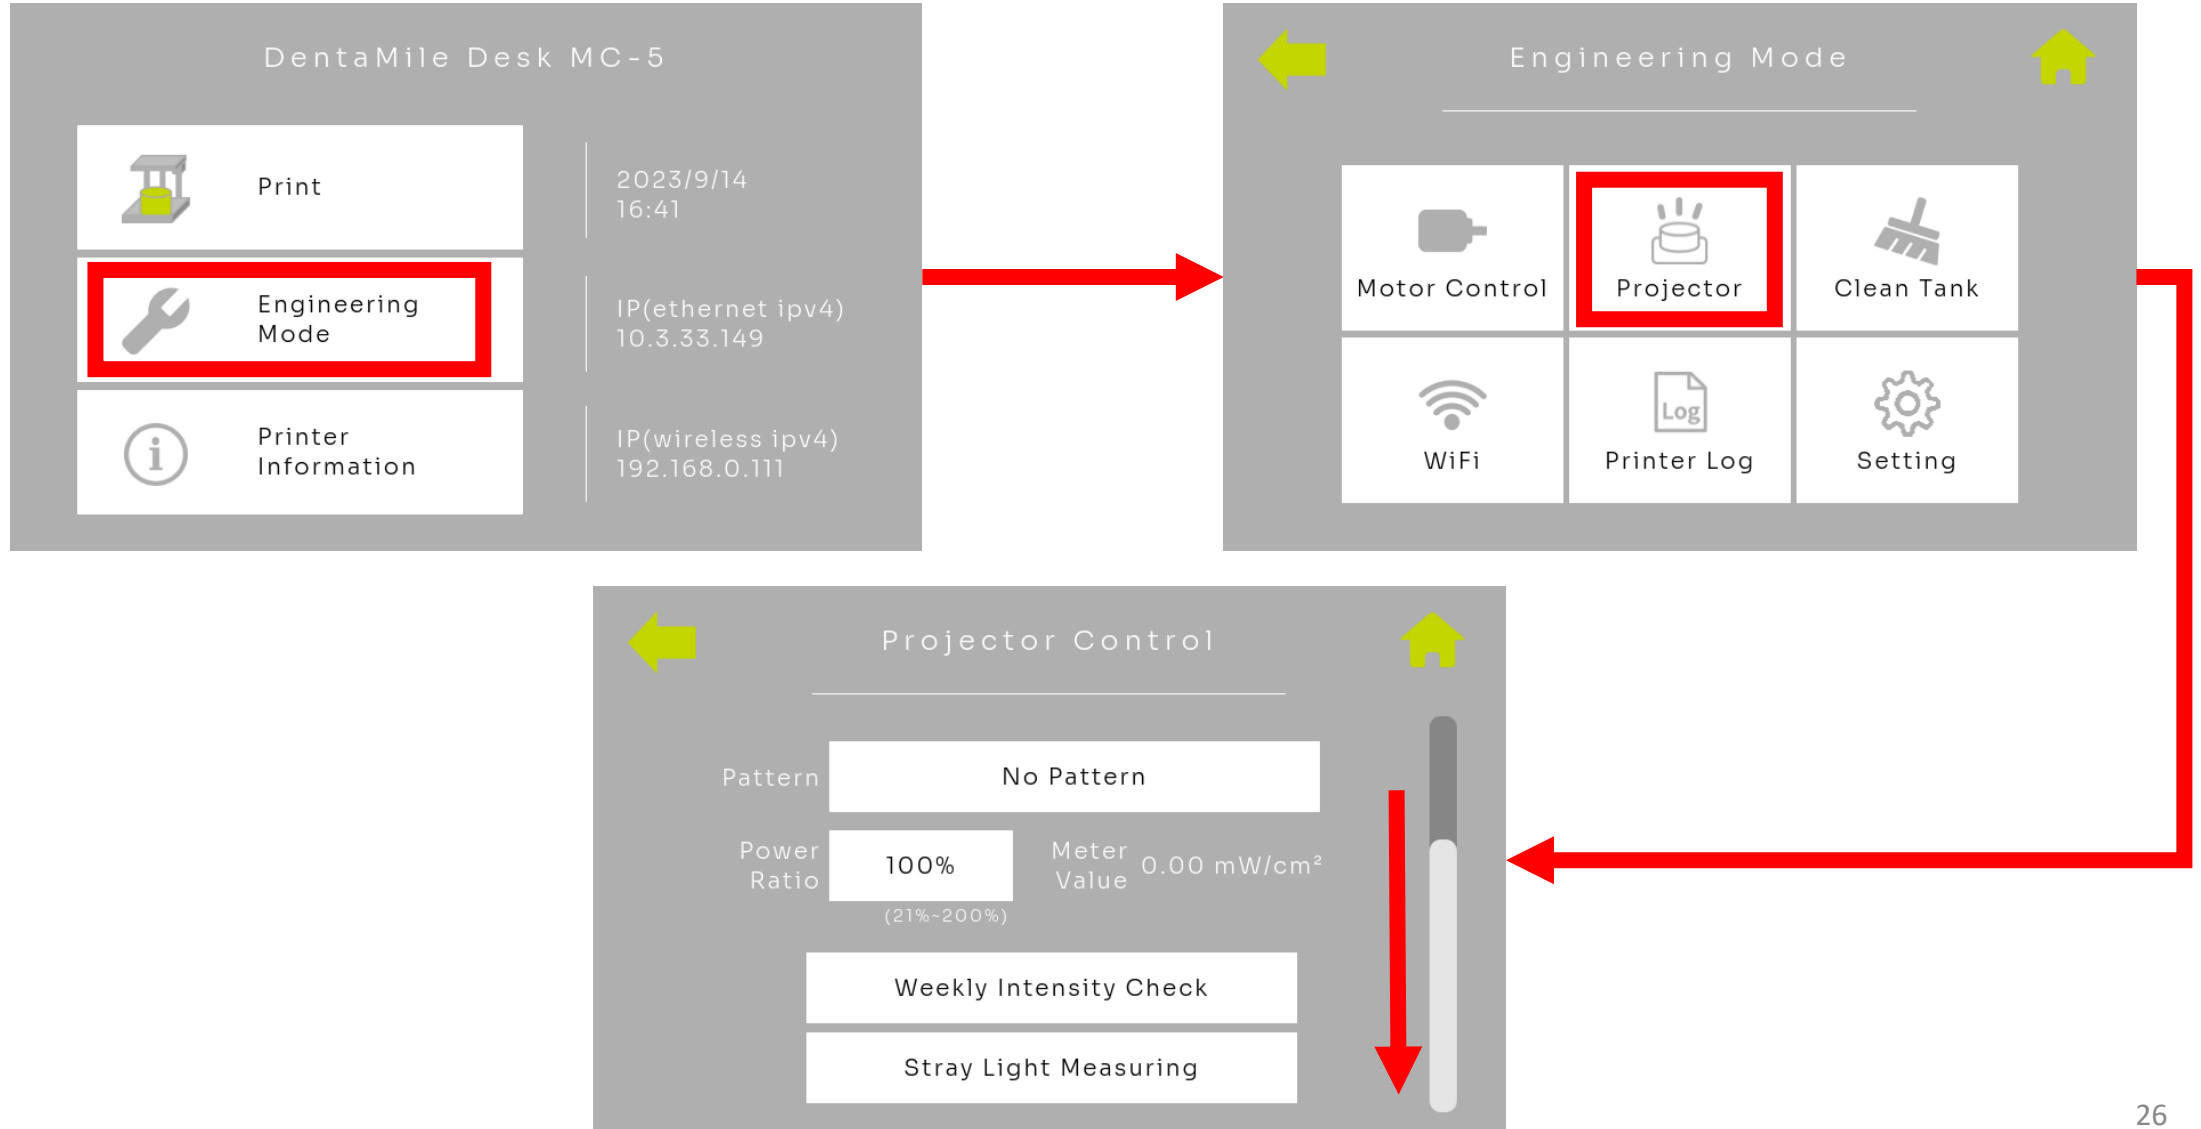 DentaMile Desk MC-5
Print
2023/9/14
16:41
Engineering
Mode
IP(ethernet ipv4)
10.3.33.149
Printer
Information
IP(wireless ipv4)
192.168.0.111
Engineering Mode
Motor Control
Projector
Clean Tank
WiFi
Log
Printer Log
Setting
Projector Control
Pattern
No Pattern
Power
Ratio
100%
(21%~200%)
Meter
Value
0.00 mW/cm²
Weekly Intensity Check
Stray Light Measuring
26